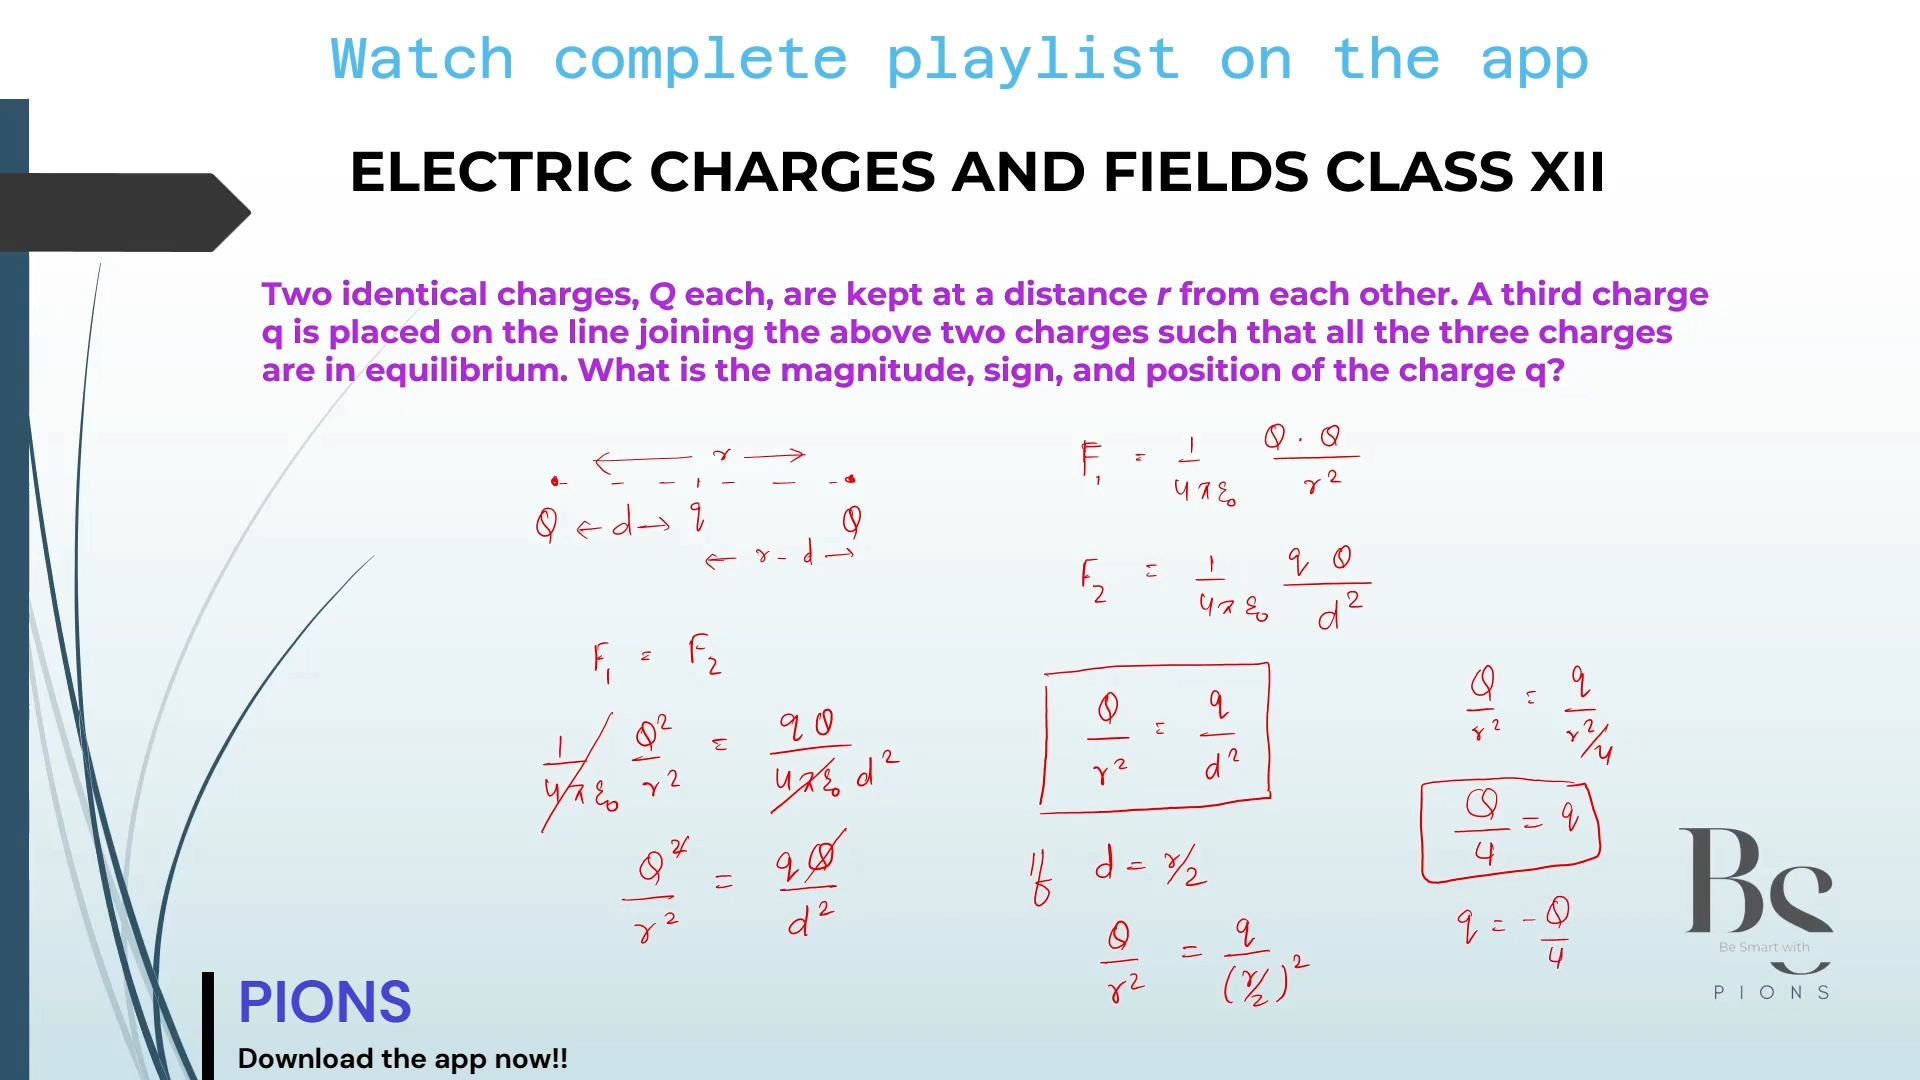 Watch complete playlist on the app
ELECTRIC CHARGES AND FIELDS CLASS XII
Two identical charges, Q each, are kept at a distance r from each other. A third charge
q is placed on the line joining the above two charges such that all the three charges
are in equilibrium. What is the magnitude, sign, and position of the charge q?
← r →
Q ← d → q Q
← r - d →
F₁ = 1/4πε₀ Q · Q/r²
F₂ = 1/4πε₀ q Q/d²
F₁ = F₂
1/4πε₀ Q²/r² = qQ/4πε₀ d²
Q²/r² = qQ/d²
Q/r² = q/d²
If d = r/2
Q/r² = q/(r/2)²
Q/r² = q/r²/4
Q/4 = q
q = -Q/4
Bs
Be Smart with
PIONS
PIONS
Download the app now!!